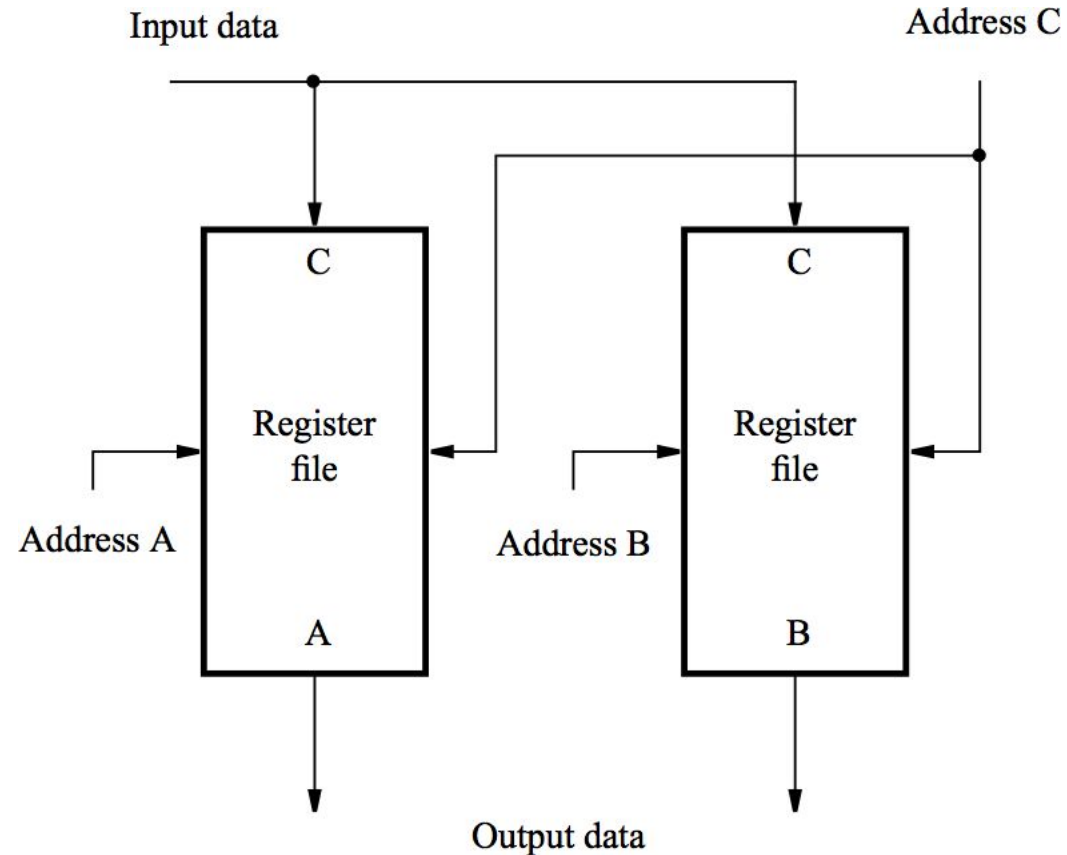 Input data
Address C
C
C
Register
file
Register
file
Address A
Address B
A
B
Output data